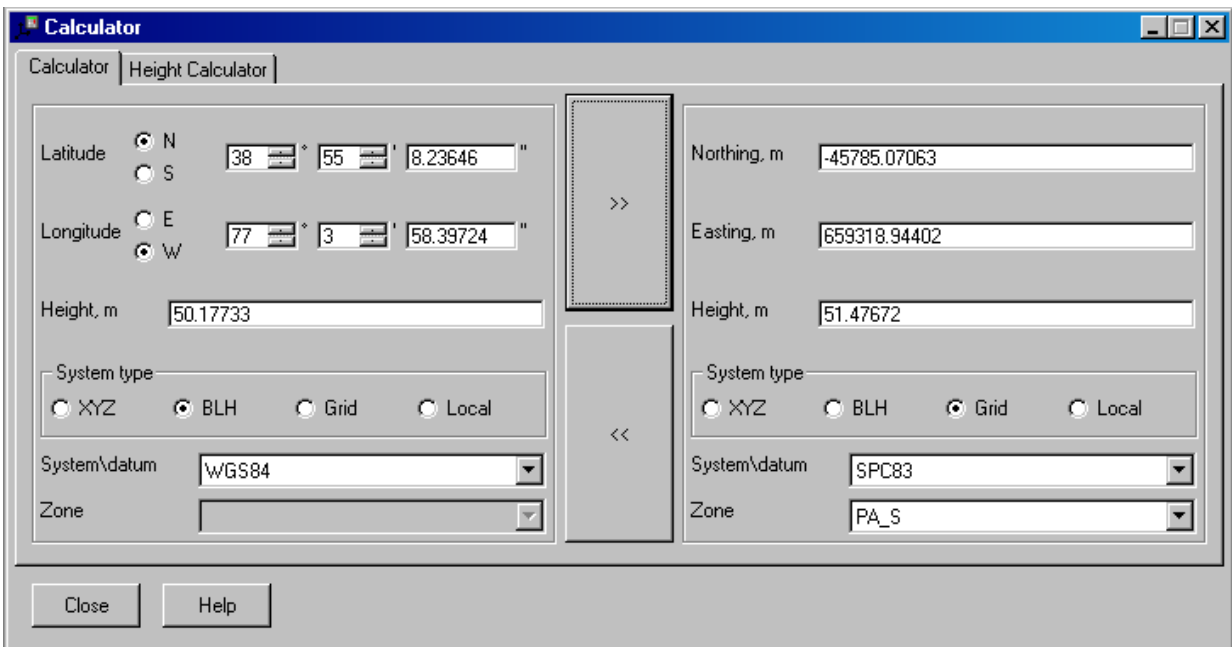 Calculator
Calculator Height Calculator
Latitude N S 38 ° 55 ' 8.23646 "
Longitude E W 77 ° 3 ' 58.39724 "
Height, m 50.17733
System type
XYZ BLH Grid Local
System\datum WGS84
Zone
>>
<<
Northing, m -45785.07063
Easting, m 659318.94402
Height, m 51.47672
System type
XYZ BLH Grid Local
System\datum SPC83
Zone PA_S
Close Help